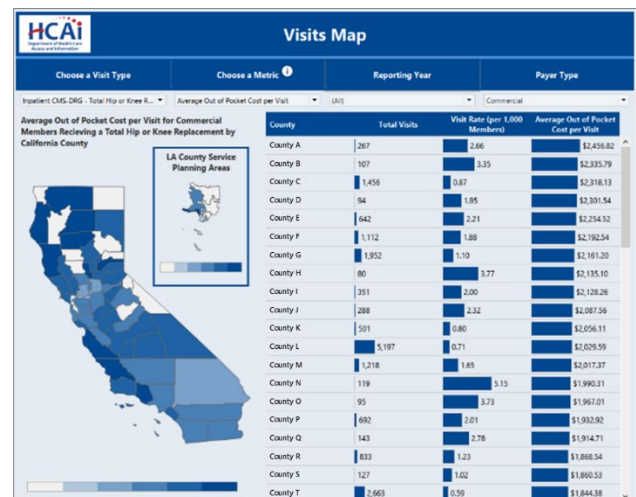 HCAi
Department of Health Care
Access and Information
Visits Map
Choose a Visit Type
Choose a Metric i
Reporting Year
Payer Type
Inpatient CMS-DRG - Total Hip or Knee R...
Average Out of Pocket Cost per Visit
(All)
Commercial
Average Out of Pocket Cost per Visit for Commercial
Members Recieving a Total Hip or Knee Replacement by
California County
LA County Service
Planning Areas
County Total Visits Visit Rate (per 1,000 Members) Average Out of Pocket Cost per Visit
County A 267 2.66 $2,456.82
County B 107 3.35 $2,335.79
County C 1,456 0.87 $2,318.13
County D 94 1.95 $2,301.54
County E 642 2.21 $2,254.52
County F 1,112 1.88 $2,192.54
County G 1,952 1.10 $2,161.20
County H 80 3.77 $2,135.10
County I 351 2.00 $2,128.26
County J 288 2.32 $2,087.56
County K 501 0.80 $2,056.11
County L 5,197 0.71 $2,029.59
County M 1,218 1.65 $2,017.37
County N 119 5.15 $1,990.31
County O 95 3.73 $1,967.01
County P 692 2.01 $1,932.92
County Q 143 2.78 $1,914.71
County R 833 1.23 $1,868.54
County S 127 1.02 $1,860.53
County T 2,663 0.59 $1,844.38